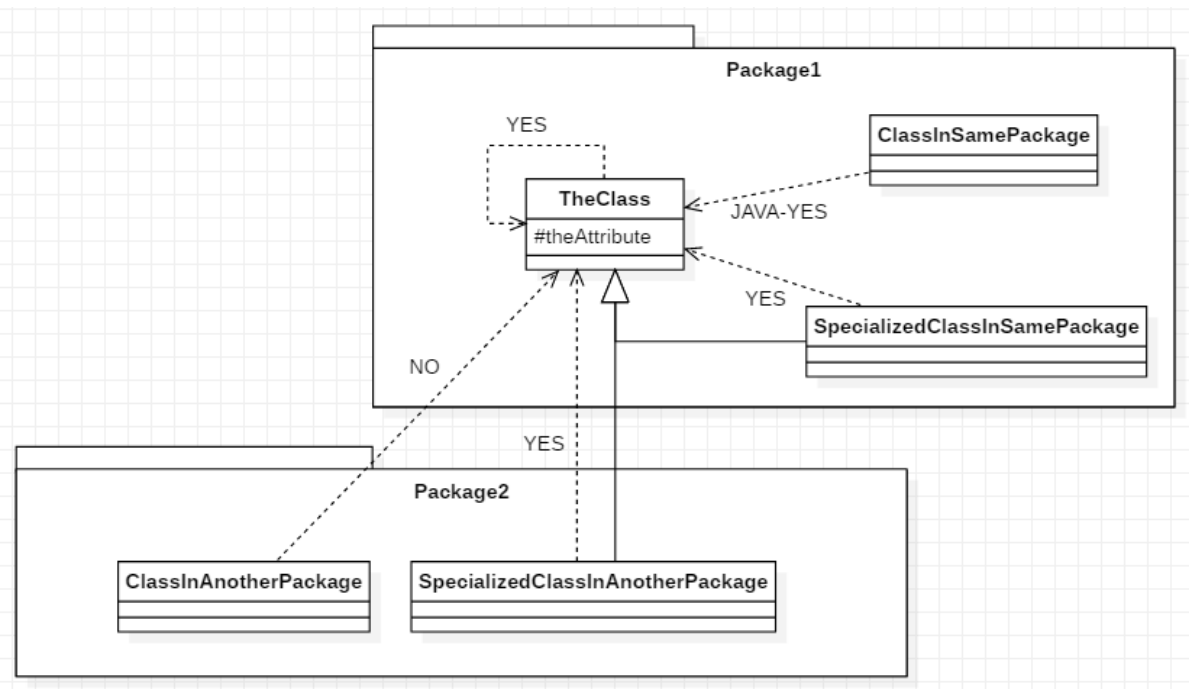 Package1
YES
ClassInSamePackage
TheClass
JAVA-YES
#theAttribute
YES
SpecializedClassInSamePackage
NO
YES
Package2
ClassInAnotherPackage
SpecializedClassInAnotherPackage